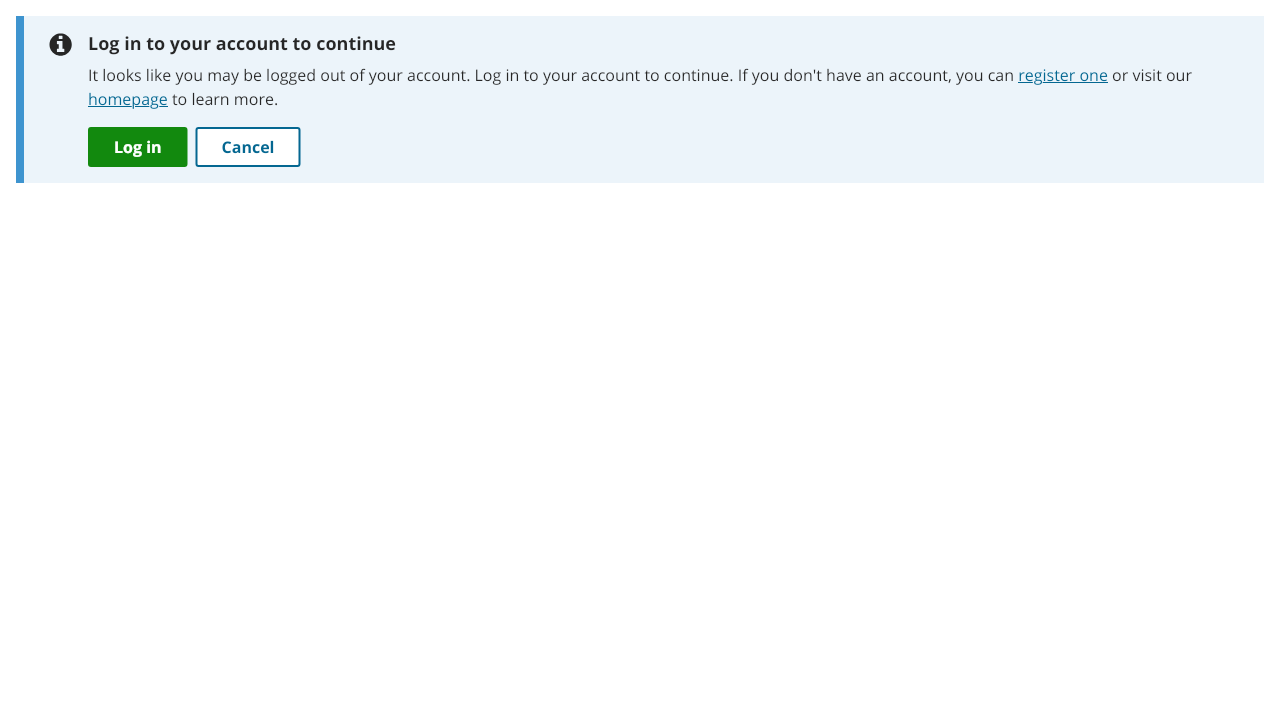 Log in to your account to continue
It looks like you may be logged out of your account. Log in to your account to continue. If you don't have an account, you can register one or visit our
homepage to learn more.
Log in
Cancel